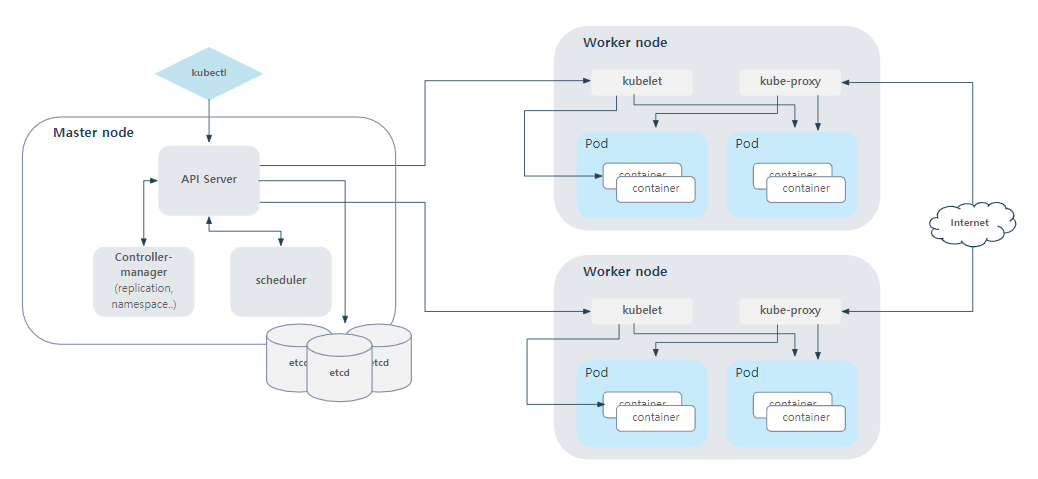 kubectl
Master node
API Server
Controller-
manager
(replication,
namespace..)
scheduler
etcd
etcd
etcd
Worker node
kubelet
kube-proxy
Pod
container
container
Pod
container
container
Internet
Worker node
kubelet
kube-proxy
Pod
container
container
Pod
container
container